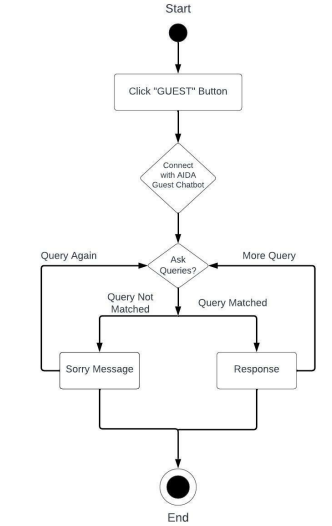 Start
Click "GUEST" Button
Connect
with AIDA
Guest Chatbot
Query Again
Ask
Queries?
More Query
Query Not
Matched
Query Matched
Sorry Message
Response
End